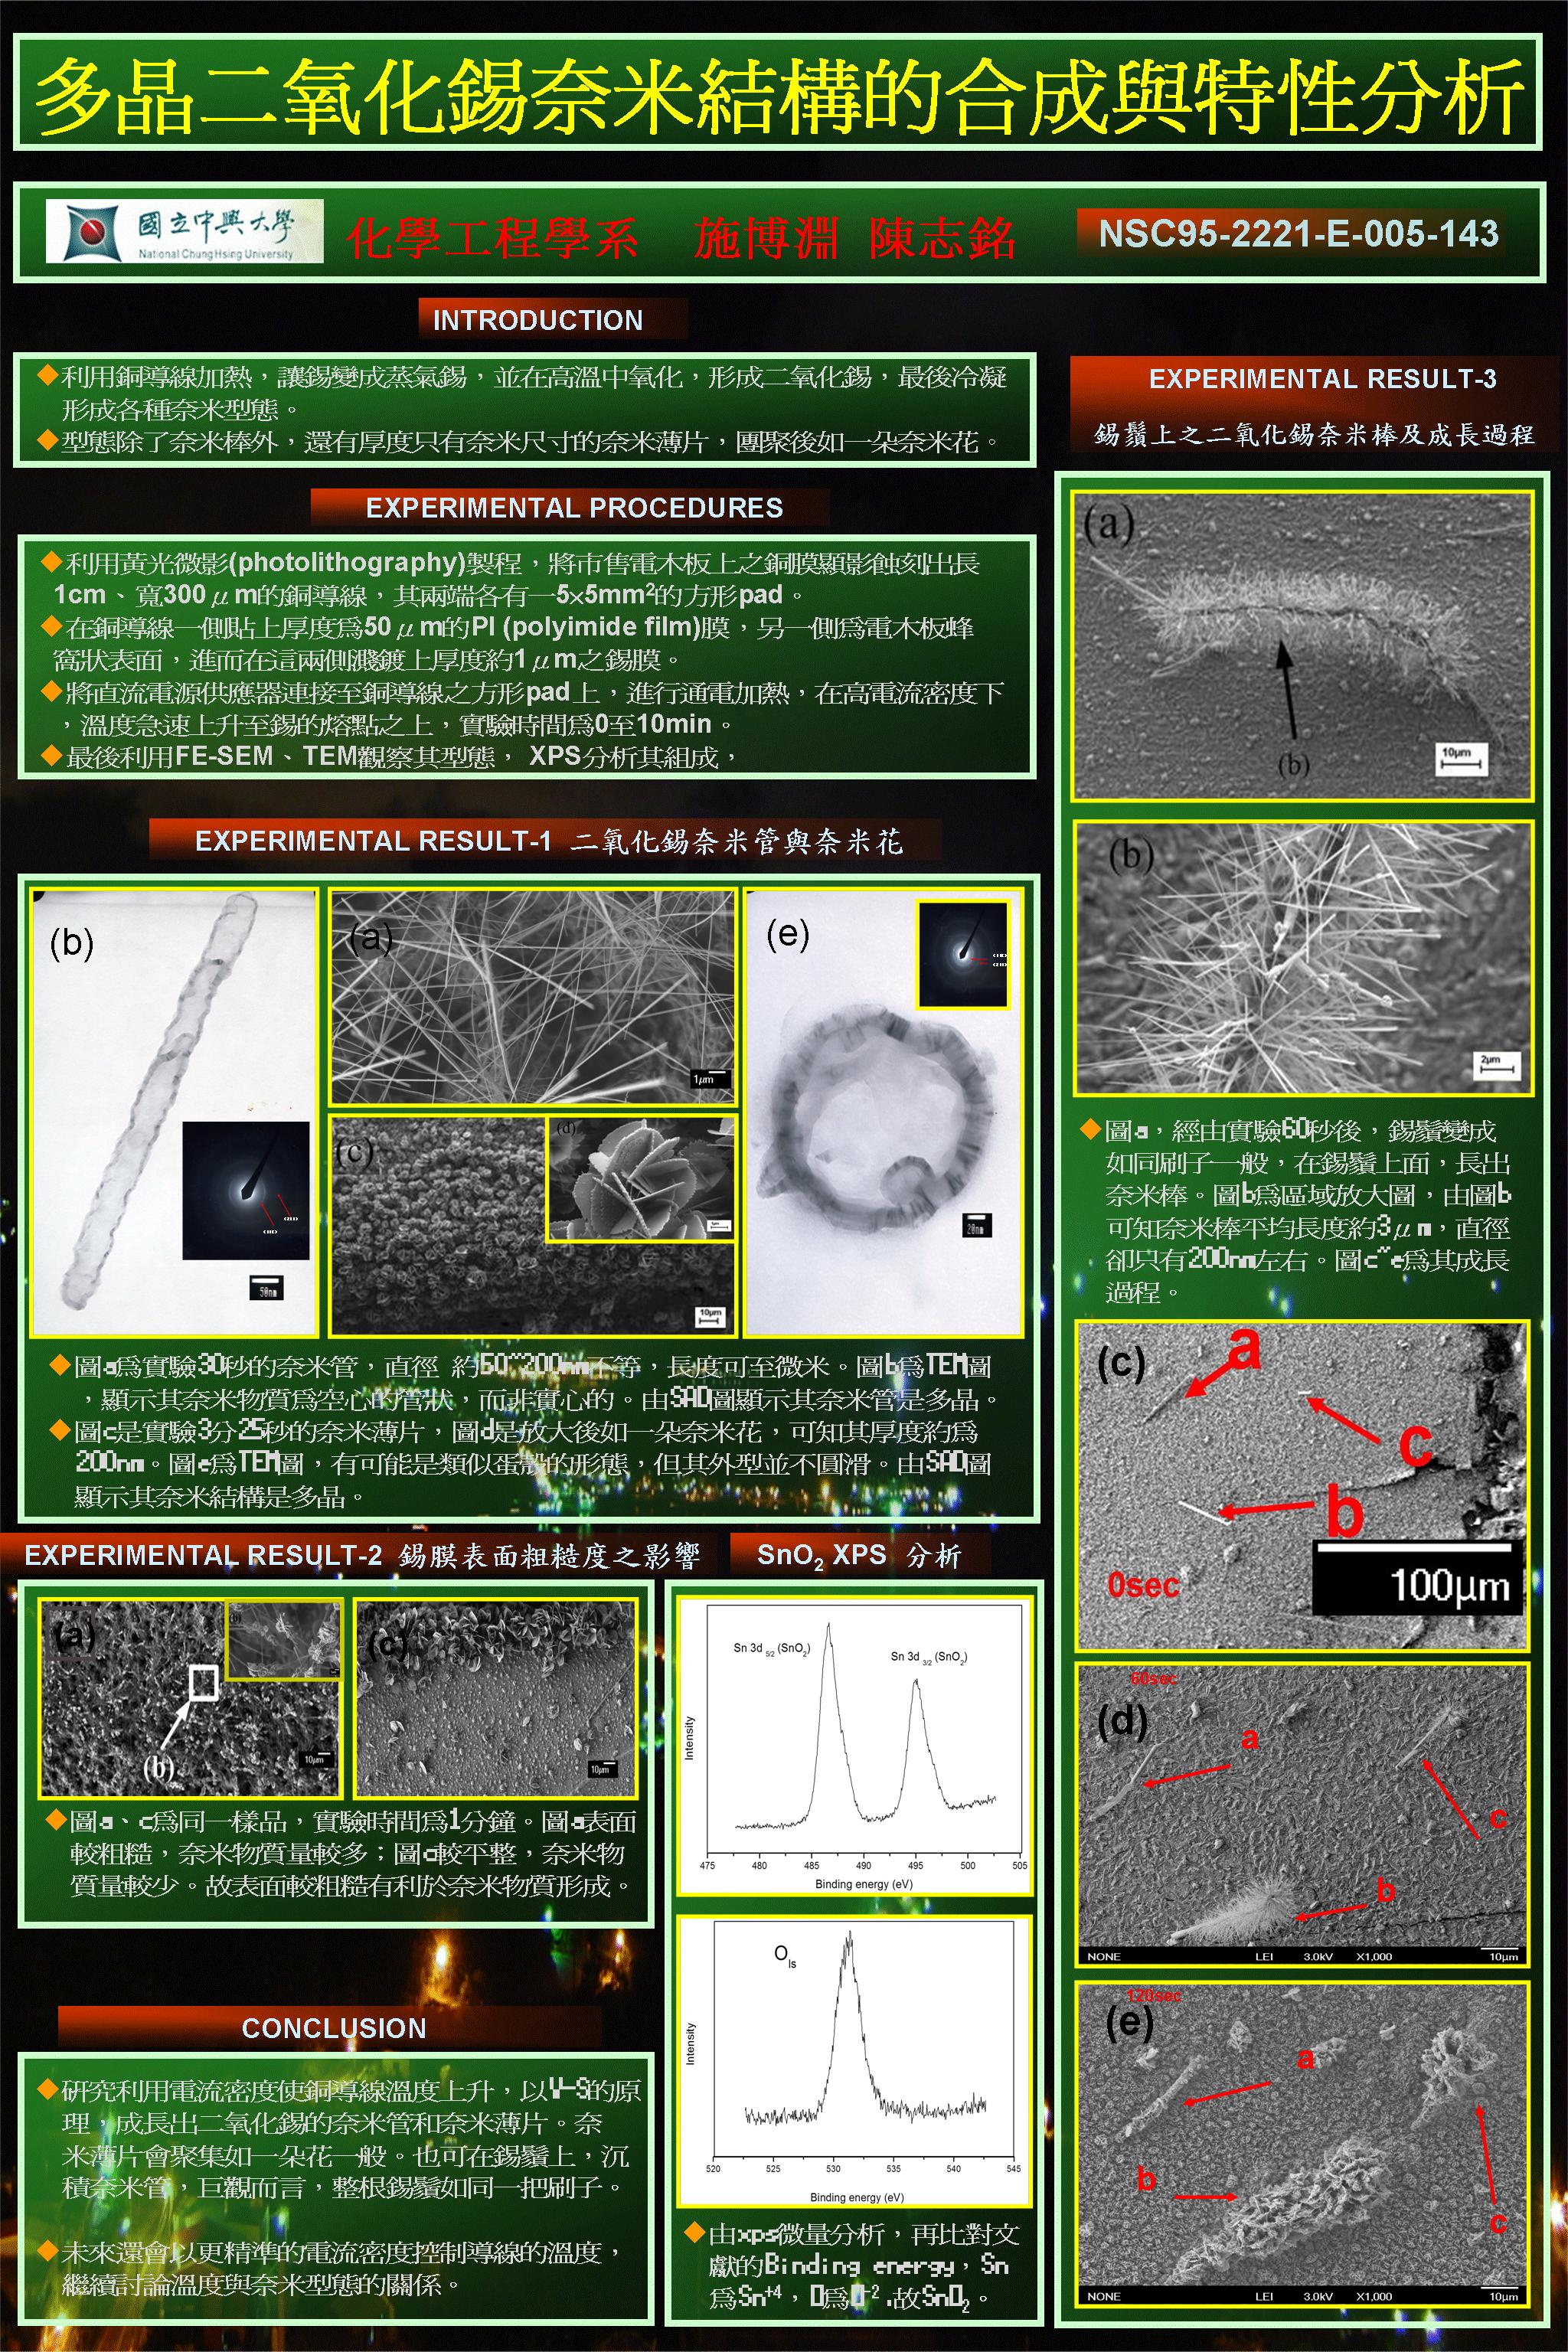 多晶二氧化錫奈米結構的合成與特性分析
國立中興大學
National Chung Hsing University
化學工程學系 施博淵 陳志銘
NSC95-2221-E-005-143
INTRODUCTION
◆利用銅導線加熱，讓錫變成蒸氣錫，並在高溫中氧化，形成二氧化錫，最後冷凝
形成各種奈米型態。
◆型態除了奈米棒外，還有厚度只有奈米尺寸的奈米薄片，團聚後如一朵奈米花。
EXPERIMENTAL PROCEDURES
◆利用黃光微影(photolithography)製程，將市售電木板上之銅膜顯影蝕刻出長
1cm、寬300μm的銅導線，其兩端各有一5×5mm²的方形pad。
◆在銅導線一側貼上厚度為50μm的PI (polyimide film)膜，另一側為電木板蜂
窩狀表面，進而在這兩側濺鍍上厚度約1μm之錫膜。
◆將直流電源供應器連接至銅導線之方形pad上，進行通電加熱，在高電流密度下
，溫度急速上升至錫的熔點之上，實驗時間為0至10min。
◆最後利用FE-SEM、TEM觀察其型態， XPS分析其組成，
EXPERIMENTAL RESULT-1 二氧化錫奈米管與奈米花
(b)
50nm
(a)
1μm
(c)
(d)
10μm
(e)
20nm
◆圖a為實驗30秒的奈米管，直徑 約50~200nm不等，長度可至微米。圖b為TEM圖
，顯示其奈米物質為空心的管狀，而非實心的。由SAD圖顯示其奈米管是多晶。
◆圖c是實驗3分25秒的奈米薄片，圖d是放大後如一朵奈米花，可知其厚度約為
200nm。圖e為TEM圖，有可能是類似蛋殼的形態，但其外型並不圓滑。由SAD圖
顯示其奈米結構是多晶。
EXPERIMENTAL RESULT-2 錫膜表面粗糙度之影響
(a)
(b)
10μm
(c)
10μm
◆圖a、c為同一樣品，實驗時間為1分鐘。圖a表面
較粗糙，奈米物質量較多；圖c較平整，奈米物
質量較少。故表面較粗糙有利於奈米物質形成。
CONCLUSION
◆研究利用電流密度使銅導線溫度上升，以V-S的原
理，成長出二氧化錫的奈米管和奈米薄片。奈
米薄片會聚集如一朵花一般。也可在錫鬚上，沉
積奈米管，巨觀而言，整根錫鬚如同一把刷子。
◆未來還會以更精準的電流密度控制導線的溫度，
繼續討論溫度與奈米型態的關係。
SnO₂ XPS 分析
Sn 3d 5/2 (SnO₂)
Sn 3d 3/2 (SnO₂)
Intensity
475 480 485 490 495 500 505
Binding energy (eV)
O1s
Intensity
520 525 530 535 540 545
Binding energy (eV)
◆由xps微量分析，再比對文
獻的Binding energy，Sn
為Sn⁺⁴，O為O⁻².故SnO₂。
EXPERIMENTAL RESULT-3
錫鬚上之二氧化錫奈米棒及成長過程
(a)
(b)
10μm
(b)
2μm
◆圖a，經由實驗60秒後，錫鬚變成
如同刷子一般，在錫鬚上面，長出
奈米棒。圖b為區域放大圖，由圖b
可知奈米棒平均長度約3μm，直徑
卻只有200nm左右。圖c~e為其成長
過程。
(c)
a
c
b
0sec
100μm
60sec
(d)
a
c
b
NONE LEI 3.0kV X1,000 10μm
120sec
(e)
a
b
c
NONE LEI 3.0kV X1,000 10μm